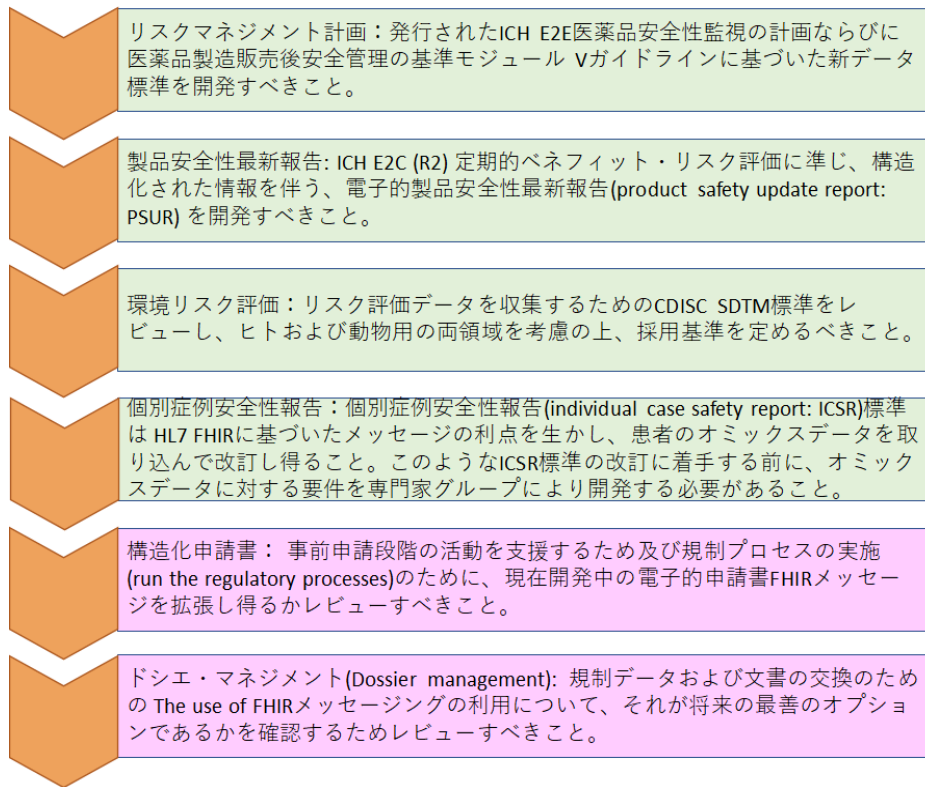 リスクマネジメント計画：発行されたICH E2E医薬品安全性監視の計画ならびに
医薬品製造販売後安全管理の基準モジュール Vガイドラインに基づいた新データ
標準を開発すべきこと。
製品安全性最新報告: ICH E2C (R2) 定期的ベネフィット・リスク評価に準じ、構造
化された情報を伴う、電子的製品安全性最新報告(product safety update report:
PSUR) を開発すべきこと。
環境リスク評価：リスク評価データを収集するためのCDISC SDTM標準をレ
ビューし、ヒトおよび動物用の両領域を考慮の上、採用基準を定めるべきこと。
個別症例安全性報告：個別症例安全性報告(individual case safety report: ICSR)標準
は HL7 FHIRに基づいたメッセージの利点を生かし、患者のオミックスデータを取
り込んで改訂し得ること。このようなICSR標準の改訂に着手する前に、オミック
スデータに対する要件を専門家グループにより開発する必要があること。
構造化申請書： 事前申請段階の活動を支援するため及び規制プロセスの実施
(run the regulatory processes)のために、現在開発中の電子的申請書FHIRメッセー
ジを拡張し得るかレビューすべきこと。
ドシエ・マネジメント(Dossier management): 規制データおよび文書の交換のため
の The use of FHIRメッセージングの利用について、それが将来の最善のオプショ
ンであるかを確認するためレビューすべきこと。